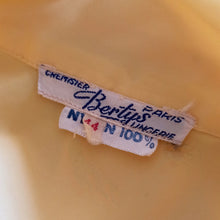 CHEMISIER PARIS
Bertys
LINGERIE
44
N 100%